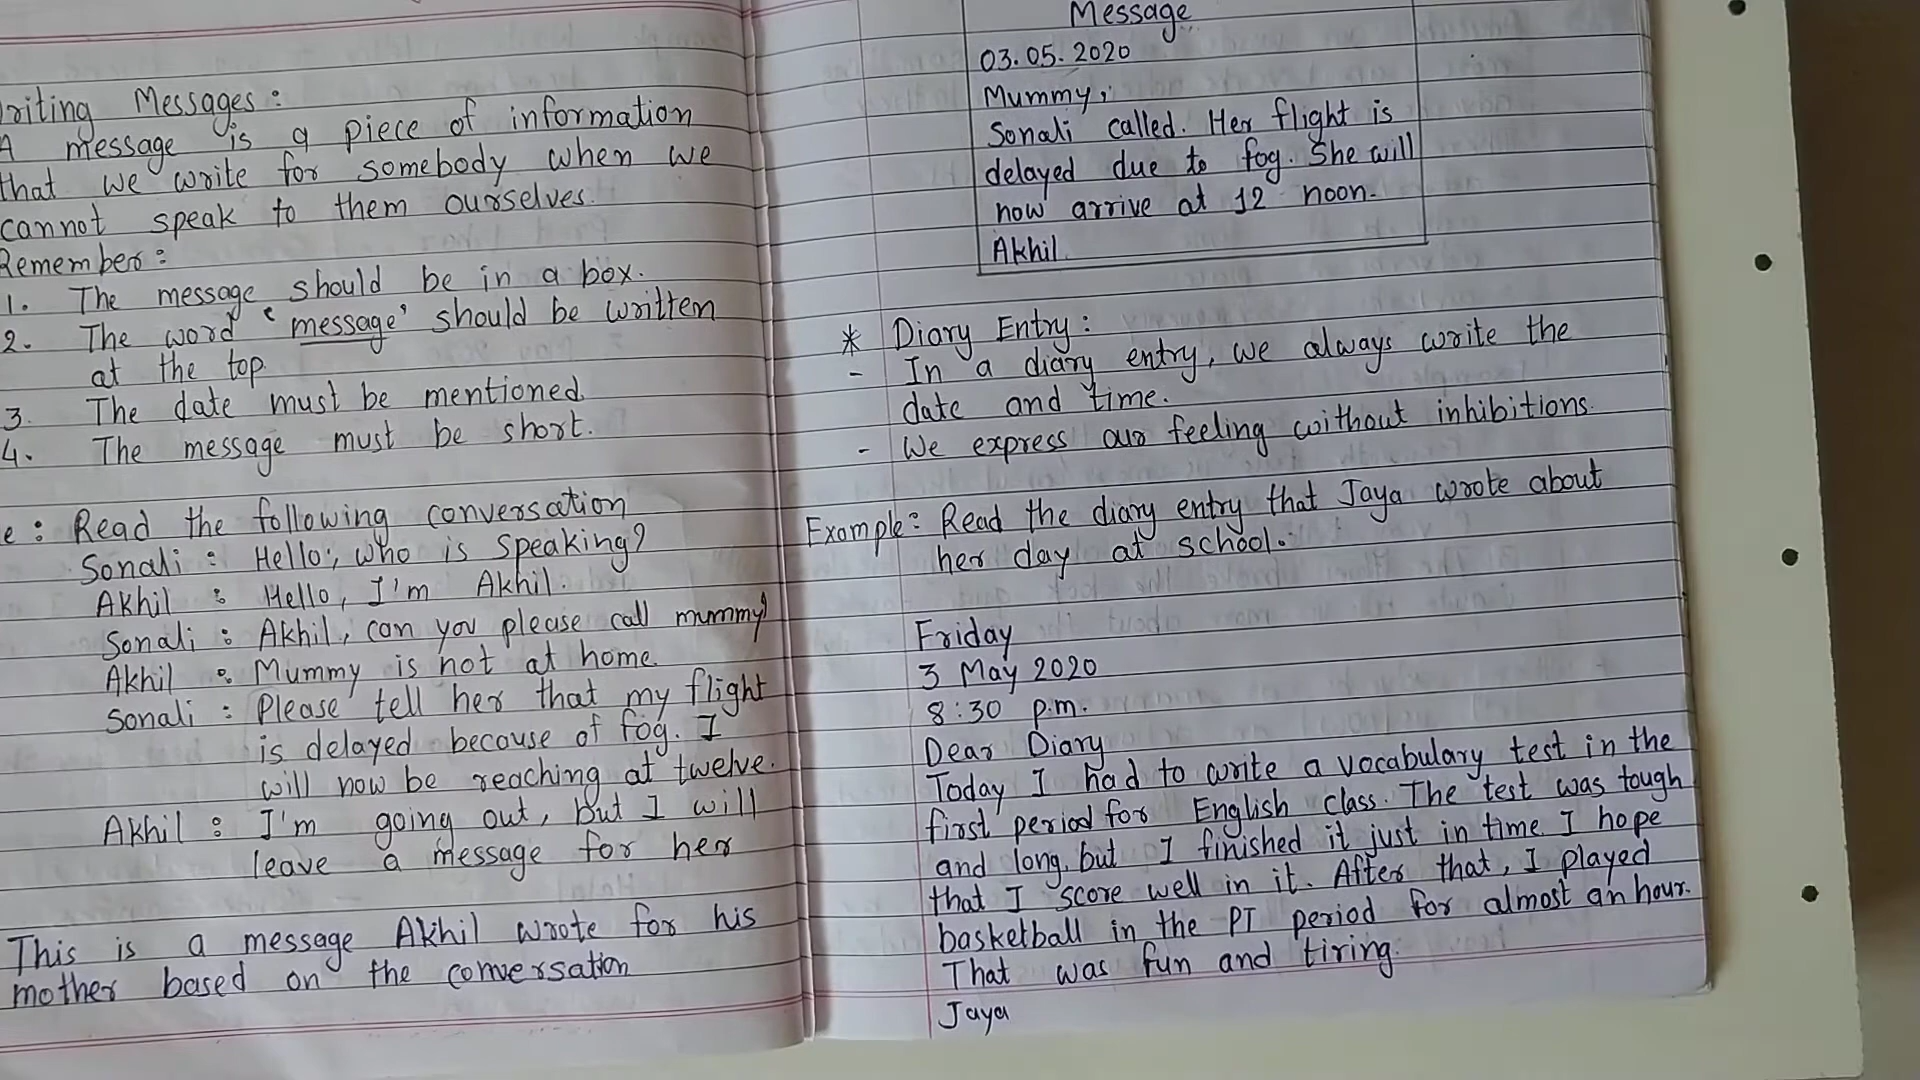 riting Messages:
A message is a piece of information
that we write for somebody when we
cannot speak to them ourselves.
Remember:
1. The message should be in a box.
2. The word 'message' should be written
at the top.
3. The date must be mentioned.
4. The message must be short.
e: Read the following conversation
Sonali : Hello, who is speaking?
Akhil : Hello, I'm Akhil.
Sonali : Akhil, can you please call mummy?
Akhil : Mummy is not at home.
Sonali : Please tell her that my flight
is delayed because of fog. I
will now be reaching at twelve.
Akhil : I'm going out, but I will
leave a message for her
This is a message Akhil wrote for his
mother based on the conversation
Message
03.05.2020
Mummy,
Sonali called. Her flight is
delayed due to fog. She will
now arrive at 12 noon.
Akhil.
* Diary Entry:
- In a diary entry, we always write the
date and time.
- We express our feeling without inhibitions.
Example: Read the diary entry that Jaya wrote about
her day at school.
Friday
3 May 2020
8:30 p.m.
Dear Diary
Today I had to write a vocabulary test in the
first period for English class. The test was tough
and long, but I finished it just in time. I hope
that I score well in it. After that, I played
basketball in the PT period for almost an hour.
That was fun and tiring.
Jaya